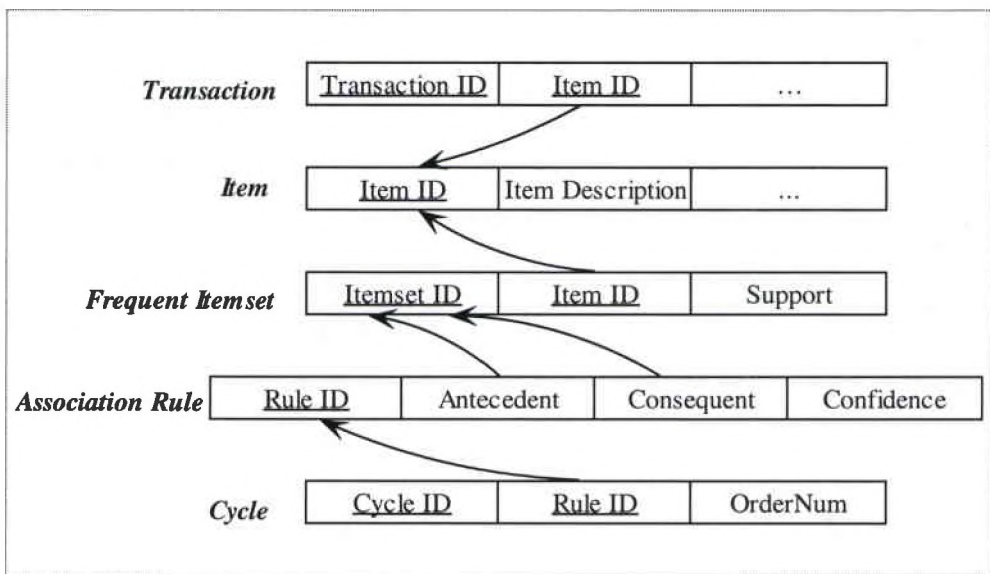 Transaction Transaction ID Item ID ...
Item Item ID Item Description ...
Frequent Itemset Itemset ID Item ID Support
Association Rule Rule ID Antecedent Consequent Confidence
Cycle Cycle ID Rule ID OrderNum